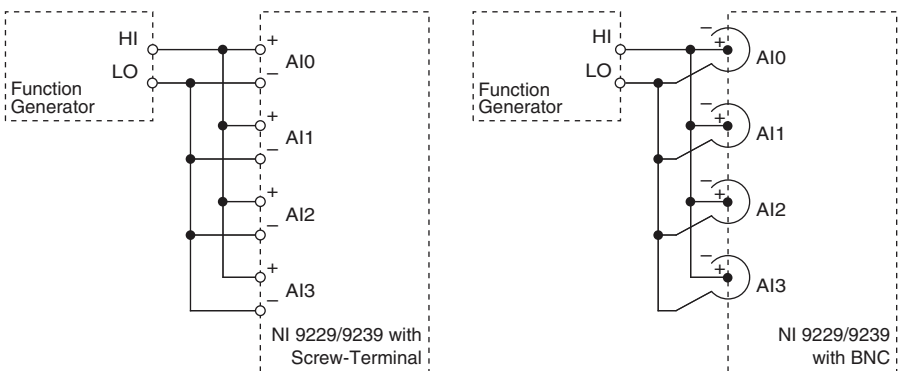 HI
LO
Function
Generator
+
AI0
–
+
AI1
–
+
AI2
–
+
AI3
–
NI 9229/9239 with
Screw-Terminal
HI
LO
Function
Generator
–
+
AI0
–
+
AI1
–
+
AI2
–
+
AI3
NI 9229/9239
with BNC